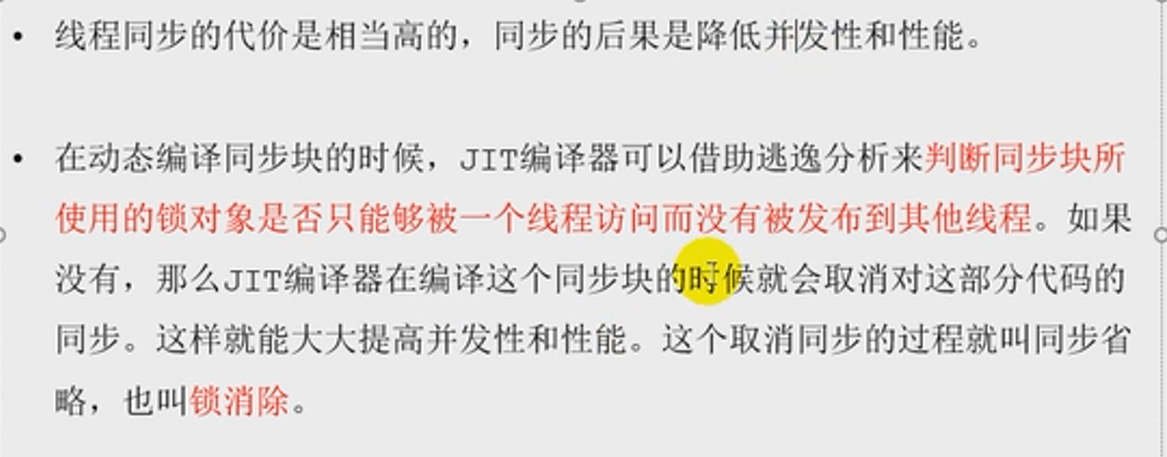 • 线程同步的代价是相当高的，同步的后果是降低并发性和性能。
• 在动态编译同步块的时候，JIT编译器可以借助逃逸分析来判断同步块所
使用的锁对象是否只能够被一个线程访问而没有被发布到其他线程。如果
没有，那么JIT编译器在编译这个同步块的时候就会取消对这部分代码的
同步。这样就能大大提高并发性和性能。这个取消同步的过程就叫同步省
略，也叫锁消除。